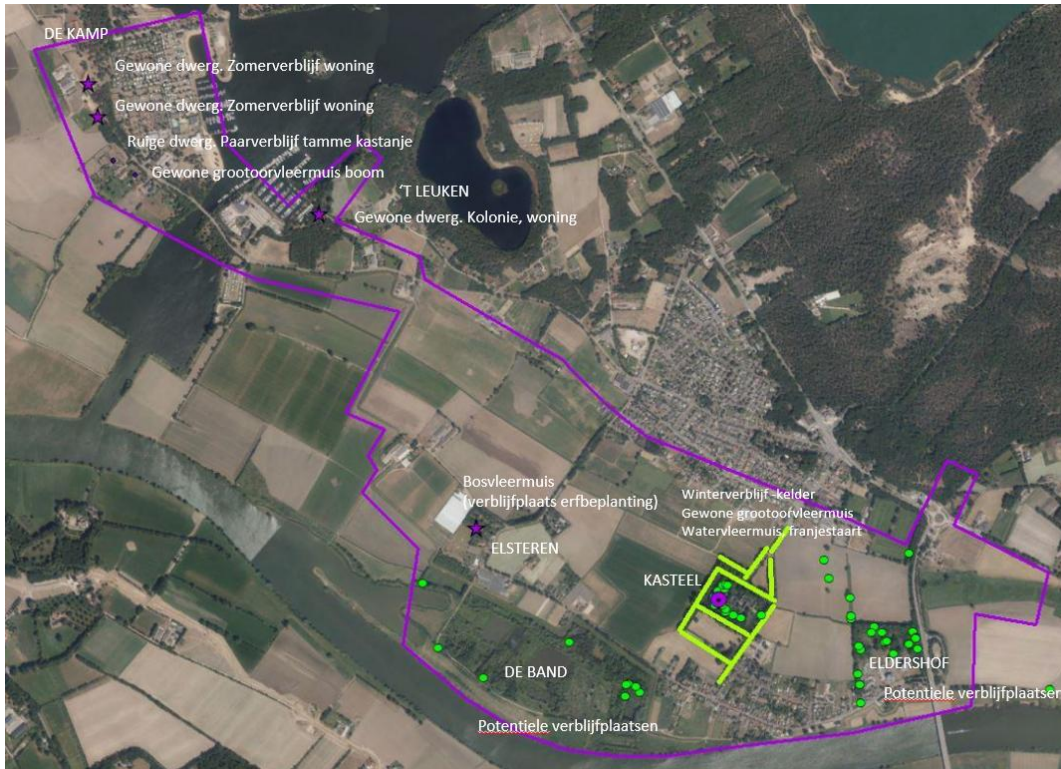 DE KAMP
Gewone dwerg. Zomerverblijf woning
Gewone dwerg. Zomerverblijf woning
Ruige dwerg. Paarverblijf tamme kastanje
Gewone grootoorvleermuis boom
'T LEUKEN
Gewone dwerg. Kolonie, woning
Bosvleermuis
(verblijfplaats erfbeplanting)
ELSTEREN
Winterverblijf -kelder
Gewone grootoorvleermuis
Watervleermuis, franjestaart
KASTEEL
ELDERSHOF
DE BAND
Potentiele verblijfplaatsen
Potentiele verblijfplaatsen